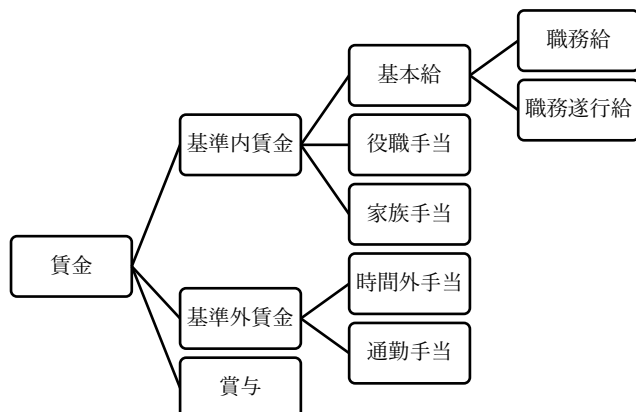 職務給
基本給
職務遂行給
基準内賃金
役職手当
家族手当
賃金
時間外手当
基準外賃金
通勤手当
賞与